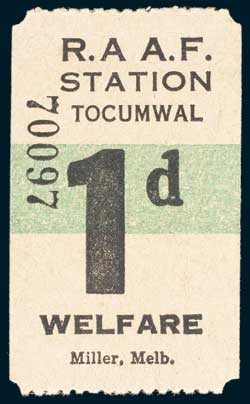 R.A A.F.
STATION
TOCUMWAL
70097
1d
WELFARE
Miller, Melb.